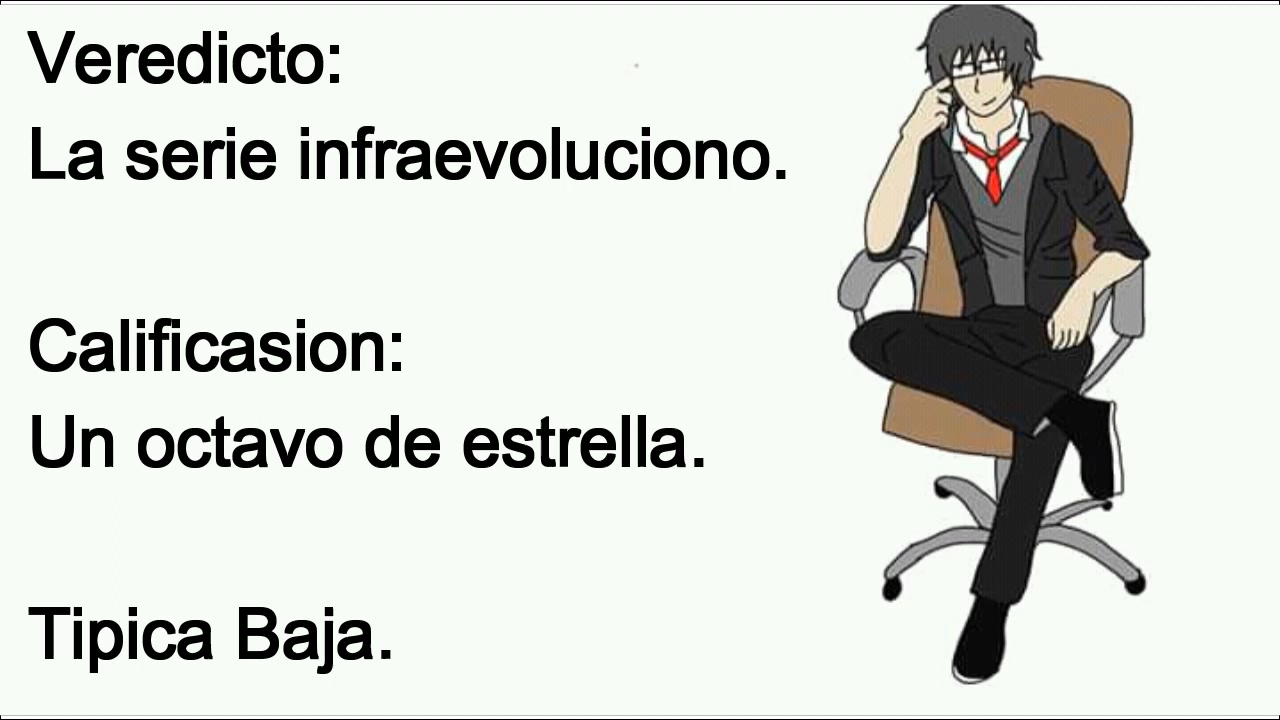 Veredicto:
La serie infraevoluciono.
Calificasion:
Un octavo de estrella.
Tipica Baja.